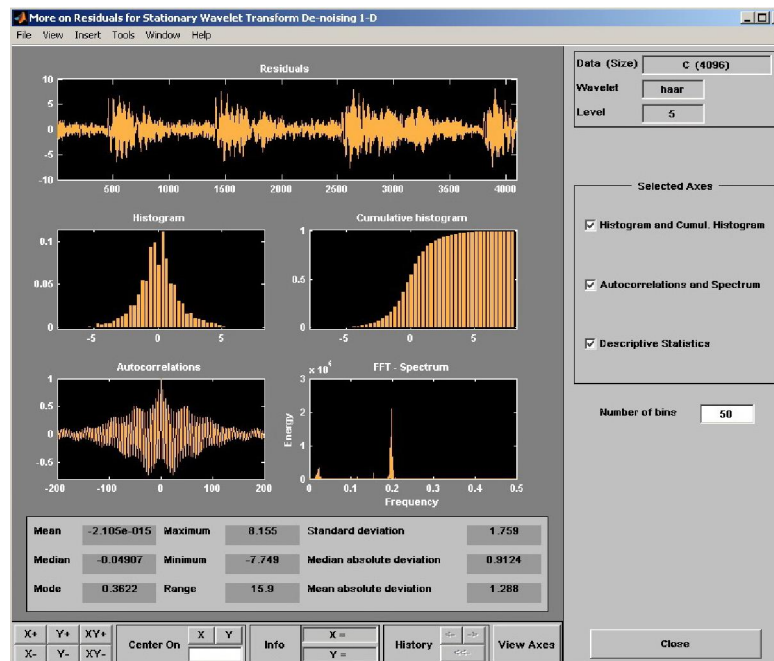 More on Residuals for Stationary Wavelet Transform De-noising 1-D
File View Insert Tools Window Help
Residuals
10
5
0
-5
-10
500 1000 1500 2000 2500 3000 3500 4000
Histogram
0.1
0.05
0
-5 0 5
Cumulative histogram
1
0.5
0
-5 0 5
Autocorrelations
1
0.5
0
-0.5
-200 -100 0 100 200
FFT - Spectrum
Energy
3
2
1
0
0 0.1 0.2 0.3 0.4 0.5
Frequency
Mean -2.105e-015 Maximum 8.155 Standard deviation 1.759
Median -0.04907 Minimum -7.749 Median absolute deviation 0.9124
Mode 0.3622 Range 15.9 Mean absolute deviation 1.288
X+ Y+ XY+
X- Y- XY-
Center On X Y
Info X =
Y =
History <- ->
<<-
View Axes
Data (Size) C (4096)
Wavelet haar
Level 5
Selected Axes
Histogram and Cumul. Histogram
Autocorrelations and Spectrum
Descriptive Statistics
Number of bins 50
Close